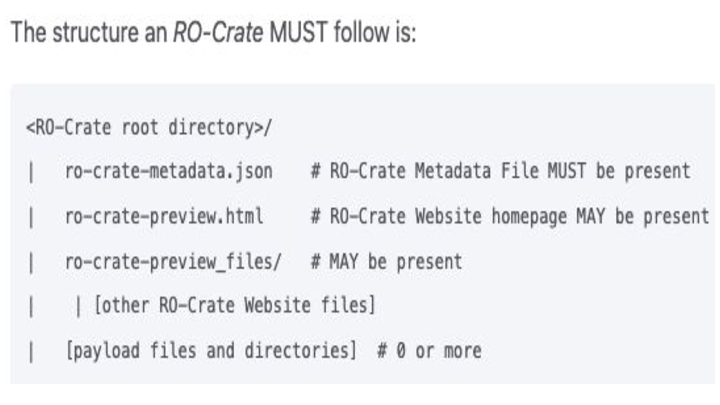 The structure an RO-Crate MUST follow is:
<RO-Crate root directory>/
|   ro-crate-metadata.json    # RO-Crate Metadata File MUST be present
|   ro-crate-preview.html     # RO-Crate Website homepage MAY be present
|   ro-crate-preview_files/   # MAY be present
|    | [other RO-Crate Website files]
|   [payload files and directories]  # 0 or more